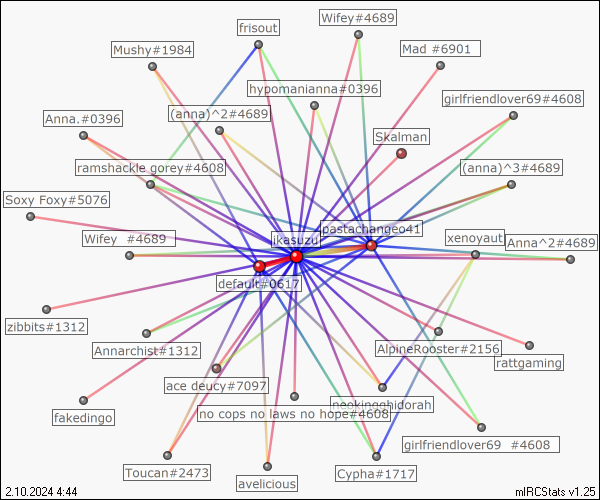 Wifey#4689
frisout
Mushy#1984
Mad #6901
hypomanianna#0396
girlfriendlover69#4608
(anna)^2#4689
Anna.#0396
Skalman
ramshackle gorey#4608
(anna)^3#4689
Soxy Foxy#5076
pastachangeo41
ikasuzu
Wifey  #4689
xenoyaut
Anna^2#4689
default#0617
zibbits#1312
Annarchist#1312
AlpineRooster#2156
rattgaming
ace deucy#7097
neokingghidorah
fakedingo
no cops no laws no hope#4608
girlfriendlover69  #4608
Toucan#2473
Cypha#1717
avelicious
2.10.2024 4:44
mIRCStats v1.25